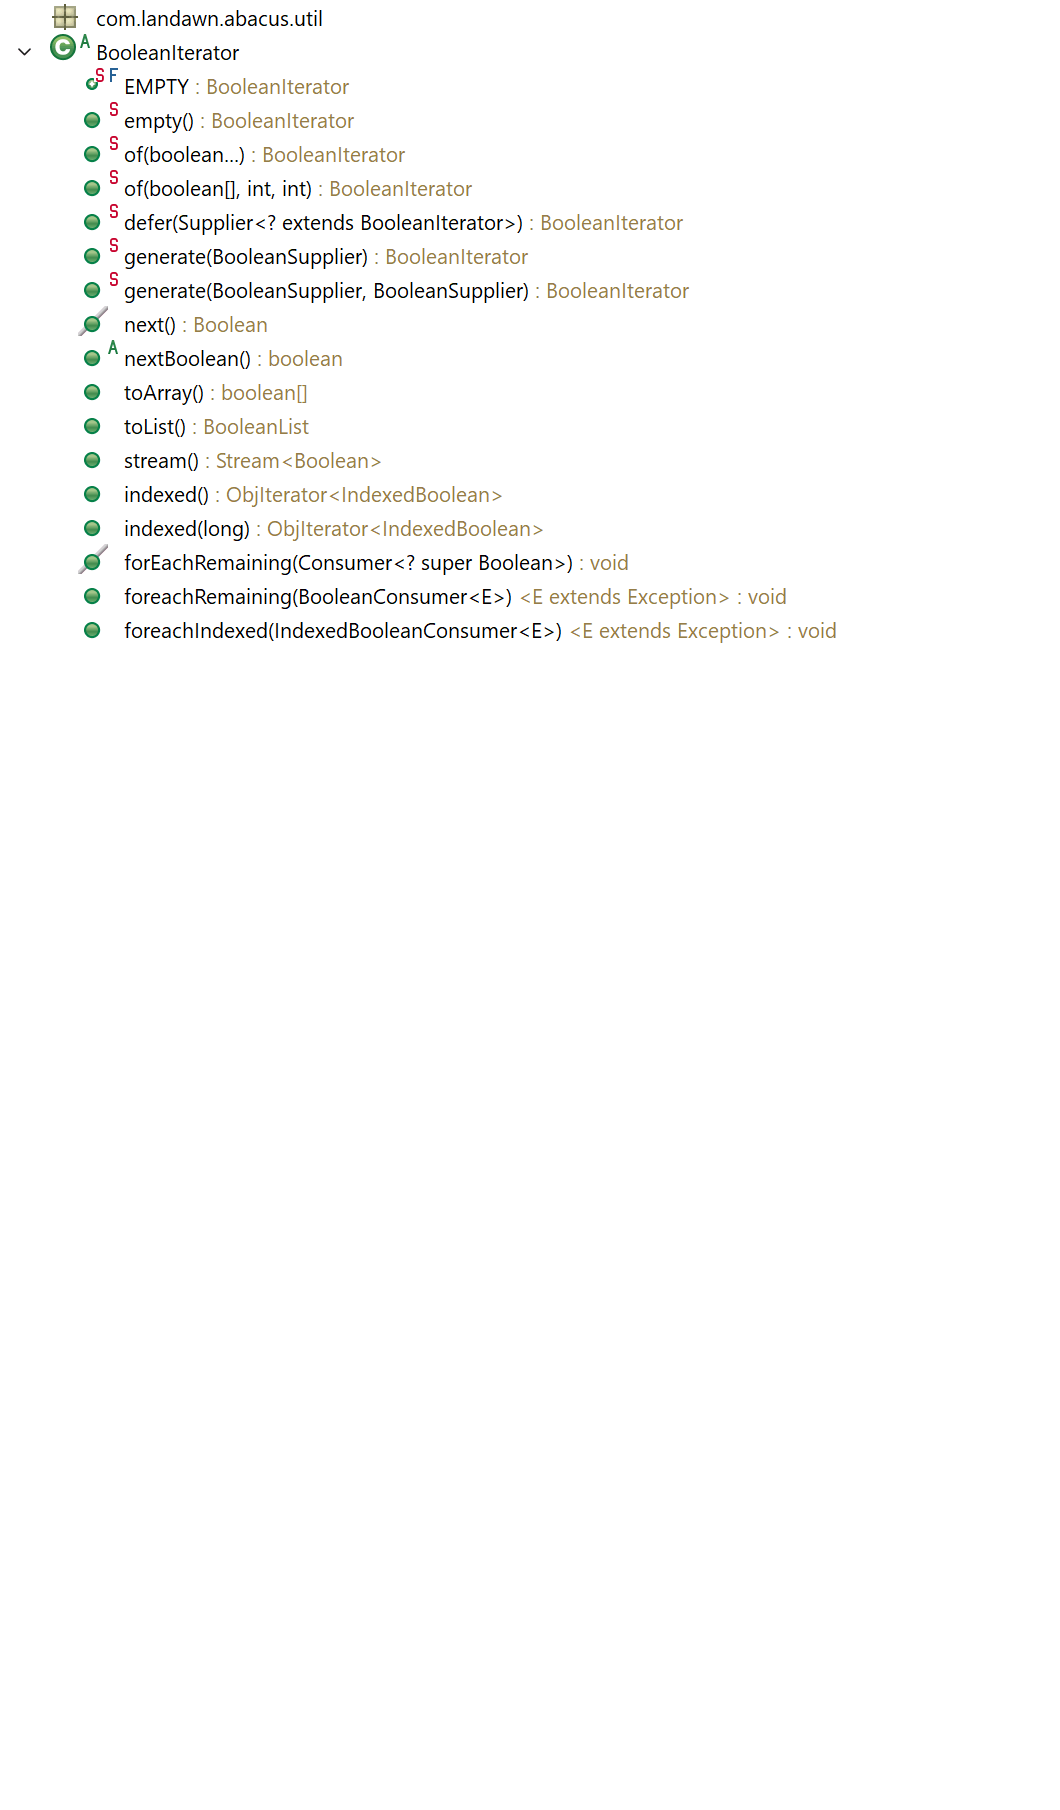 com.landawn.abacus.util
C A BooleanIterator
S F EMPTY : BooleanIterator
S empty() : BooleanIterator
S of(boolean...) : BooleanIterator
S of(boolean[], int, int) : BooleanIterator
S defer(Supplier<? extends BooleanIterator>) : BooleanIterator
S generate(BooleanSupplier) : BooleanIterator
S generate(BooleanSupplier, BooleanSupplier) : BooleanIterator
next() : Boolean
A nextBoolean() : boolean
toArray() : boolean[]
toList() : BooleanList
stream() : Stream<Boolean>
indexed() : ObjIterator<IndexedBoolean>
indexed(long) : ObjIterator<IndexedBoolean>
forEachRemaining(Consumer<? super Boolean>) : void
foreachRemaining(BooleanConsumer<E>) <E extends Exception> : void
foreachIndexed(IndexedBooleanConsumer<E>) <E extends Exception> : void